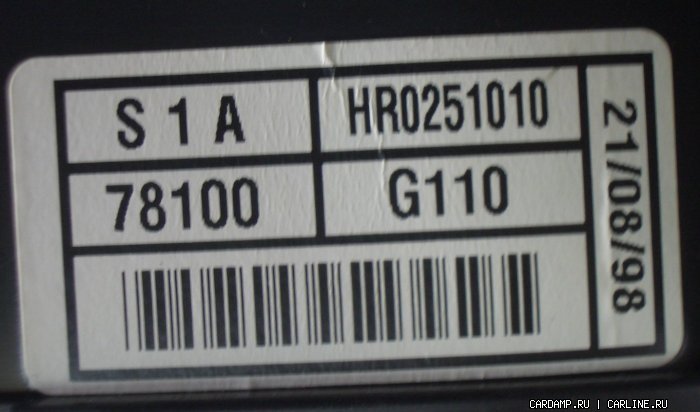 S 1 A
HR0251010
78100
G110
21/08/98
CARDAMP.RU | CARLINE.RU